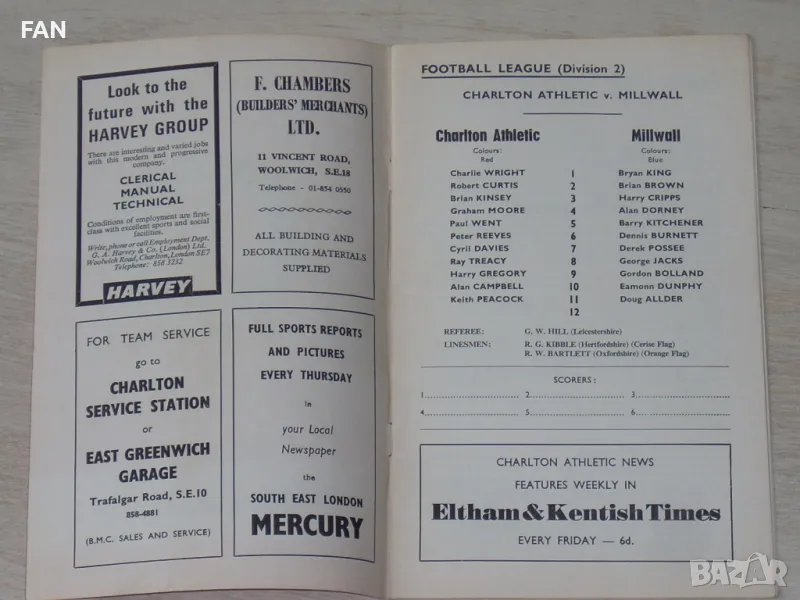 FAN
Look to the
future with the
HARVEY GROUP
There are interesting and varied jobs
with this modern and progressive
company.
CLERICAL
MANUAL
TECHNICAL
Conditions of employment are first-
class with excellent sports and social
facilities.
Write, phone or call Employment Dept.
G. A. Harvey & Co. (London) Ltd.,
Woolwich Road, Charlton, London SE7
Telephone: 858 3232
HARVEY
F. CHAMBERS
(BUILDERS' MERCHANTS)
LTD.
11 VINCENT ROAD,
WOOLWICH, S.E.18
Telephone - 01-854 0550
ALL BUILDING AND
DECORATING MATERIALS
SUPPLIED
FOR TEAM SERVICE
go to
CHARLTON
SERVICE STATION
or
EAST GREENWICH
GARAGE
Trafalgar Road, S.E.10
858-4881
(B.M.C. SALES AND SERVICE)
FULL SPORTS REPORTS
AND PICTURES
EVERY THURSDAY
in
your Local
Newspaper
the
SOUTH EAST LONDON
MERCURY
FOOTBALL LEAGUE (Division 2)
CHARLTON ATHLETIC v. MILLWALL
Charlton Athletic Millwall
Colours: Colours:
Red Blue
Charlie WRIGHT 1 Bryan KING
Robert CURTIS 2 Brian BROWN
Brian KINSEY 3 Harry CRIPPS
Graham MOORE 4 Alan DORNEY
Paul WENT 5 Barry KITCHENER
Peter REEVES 6 Dennis BURNETT
Cyril DAVIES 7 Derek POSSEE
Ray TREACY 8 George JACKS
Harry GREGORY 9 Gordon BOLLAND
Alan CAMPBELL 10 Eamonn DUNPHY
Keith PEACOCK 11 Doug ALLDER
12
REFEREE: G. W. HILL (Leicestershire)
LINESMEN: R. G. KIBBLE (Hertfordshire) (Cerise Flag)
R. W. BARTLETT (Oxfordshire) (Orange Flag)
SCORERS:
1 2 3
4 5 6
CHARLTON ATHLETIC NEWS
FEATURES WEEKLY IN
Eltham & Kentish Times
EVERY FRIDAY — 6d.
BAZAR